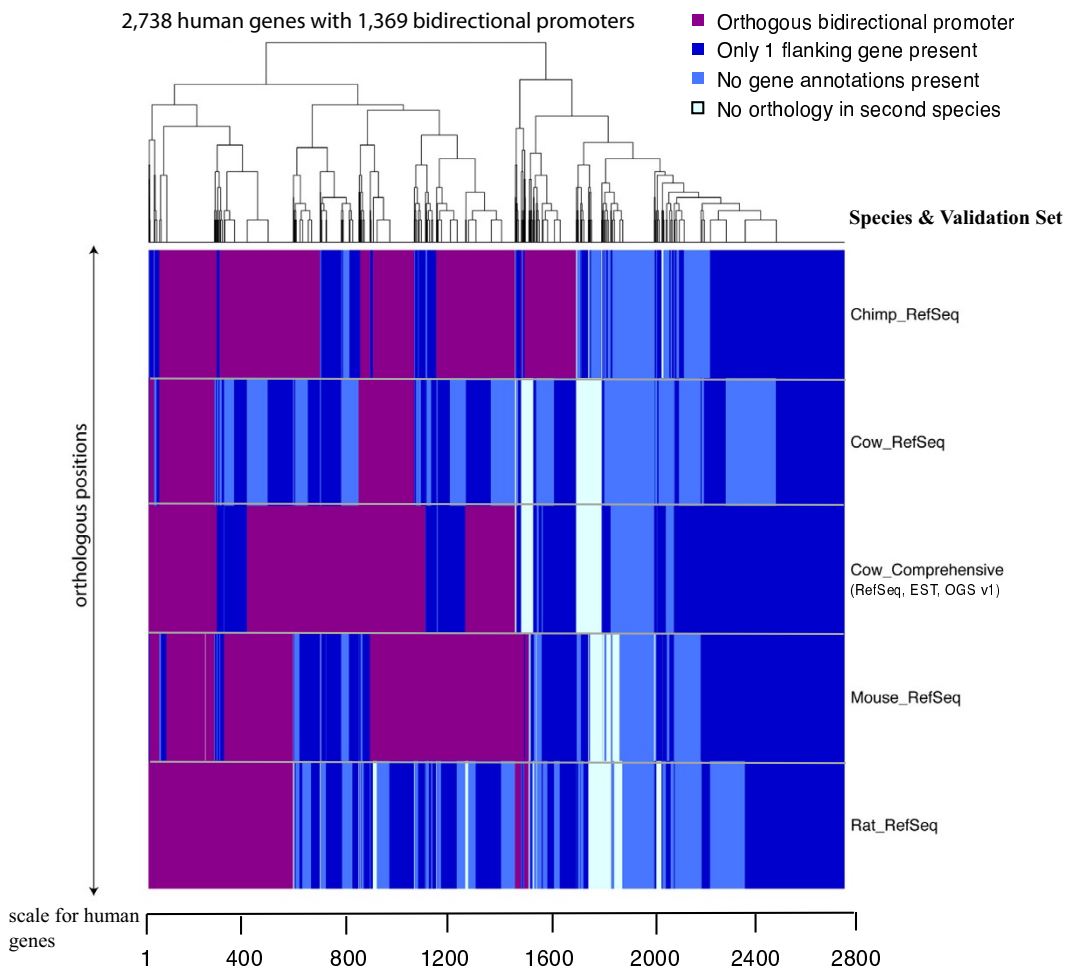 2,738 human genes with 1,369 bidirectional promoters
Orthogous bidirectional promoter
Only 1 flanking gene present
No gene annotations present
No orthology in second species
Species & Validation Set
Chimp_RefSeq
Cow_RefSeq
Cow_Comprehensive
(RefSeq, EST, OGS v1)
Mouse_RefSeq
Rat_RefSeq
orthologous positions
scale for human
genes
1 400 800 1200 1600 2000 2400 2800